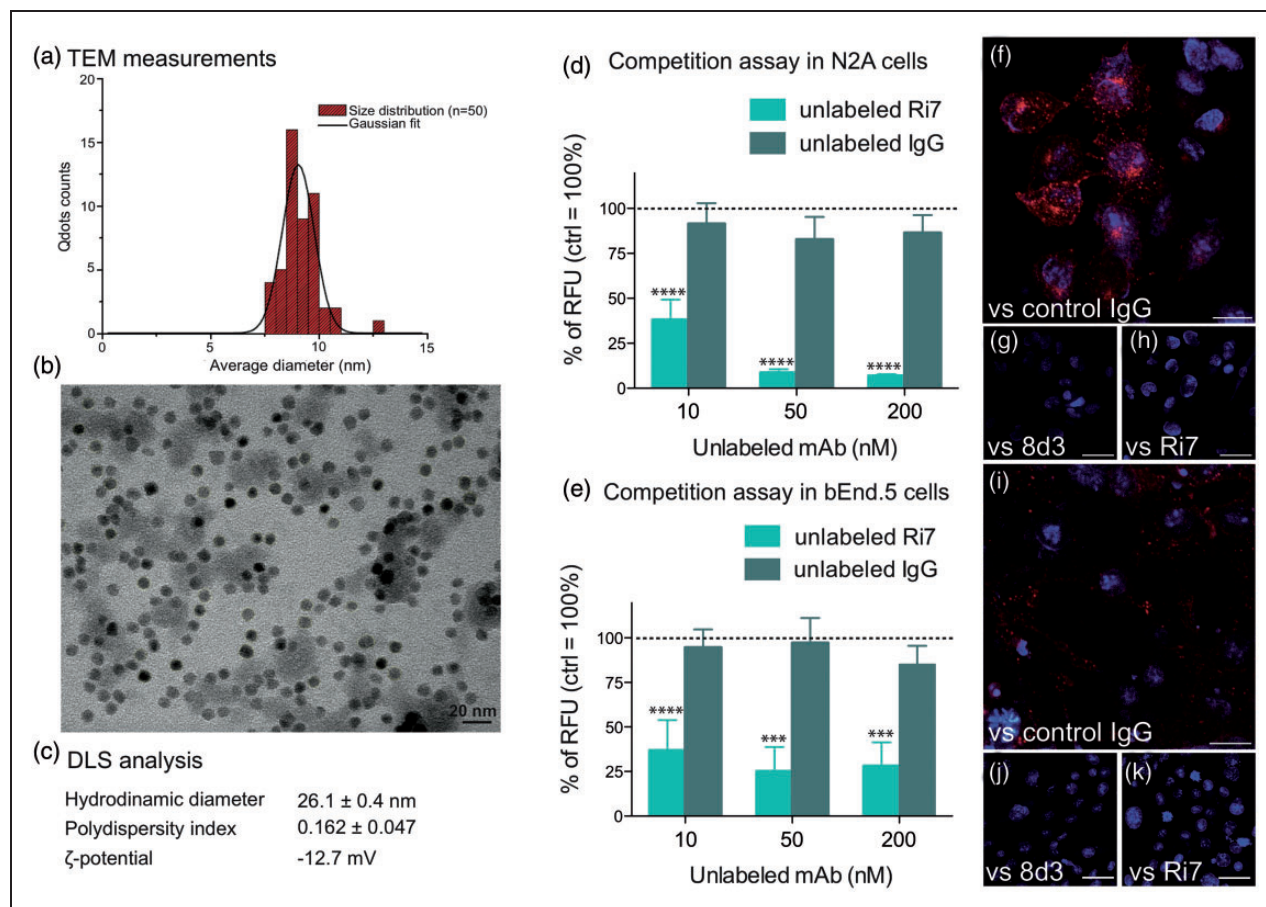 (a) TEM measurements
20
15
10
5
0
Qdots counts
Size distribution (n=50)
Gaussian fit
0 5 10 15
Average diameter (nm)
(b)
20 nm
(c) DLS analysis
Hydrodinamic diameter 26.1 ± 0.4 nm
Polydispersity index 0.162 ± 0.047
ζ-potential -12.7 mV
(d) Competition assay in N2A cells
unlabeled Ri7
unlabeled IgG
% of RFU (ctrl = 100%)
100
75
50
25
0
**** **** ****
10 50 200
Unlabeled mAb (nM)
(e) Competition assay in bEnd.5 cells
unlabeled Ri7
unlabeled IgG
% of RFU (ctrl = 100%)
100
75
50
25
0
**** *** ***
10 50 200
Unlabeled mAb (nM)
(f)
vs control IgG
(g)
vs 8d3
(h)
vs Ri7
(i)
vs control IgG
(j)
vs 8d3
(k)
vs Ri7